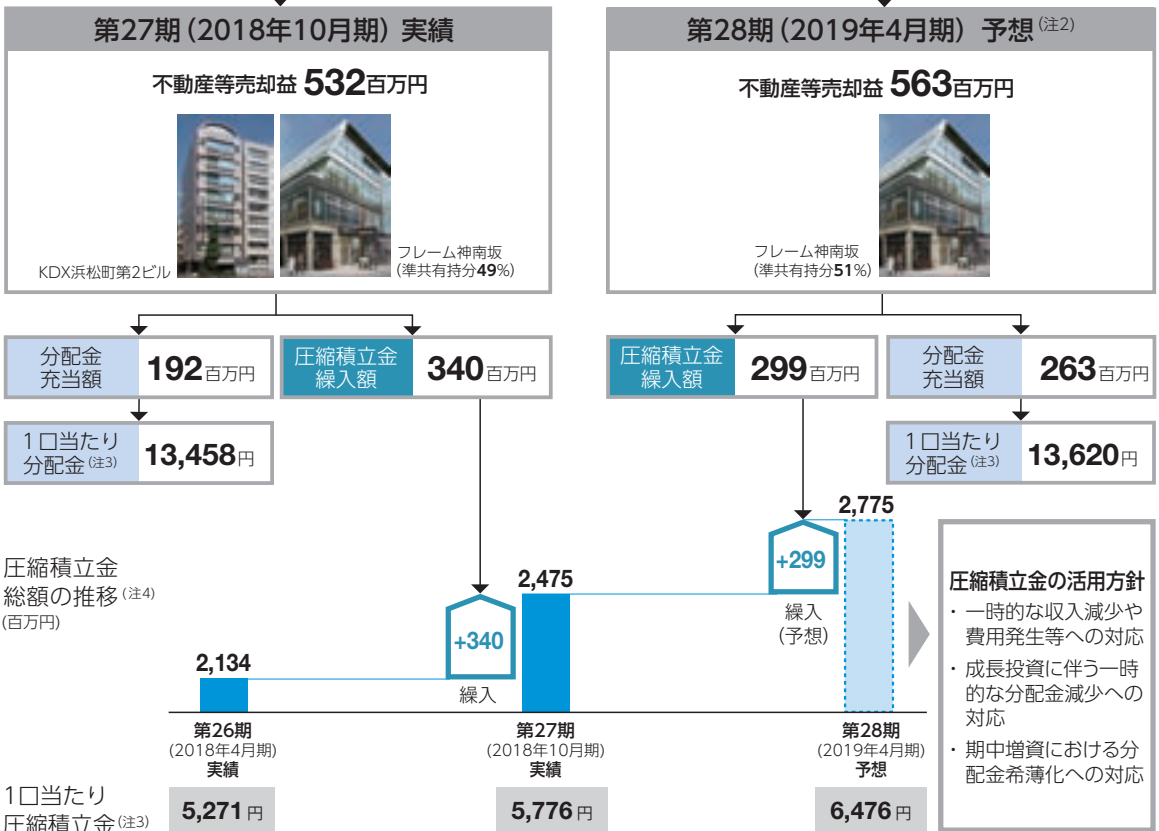 第27期(2018年10月期) 実績
不動産等売却益 532百万円
KDX浜松町第2ビル
フレーム神南坂
(準共有持分49%)
分配金
充当額
192百万円
圧縮積立金
繰入額
340百万円
1口当たり
分配金(注3)
13,458円
第28期(2019年4月期) 予想(注2)
不動産等売却益 563百万円
フレーム神南坂
(準共有持分51%)
圧縮積立金
繰入額
299百万円
分配金
充当額
263百万円
1口当たり
分配金(注3)
13,620円
圧縮積立金
総額の推移(注4)
(百万円)
2,134
+340
繰入
2,475
+299
繰入
(予想)
2,775
第26期
(2018年4月期)
実績
第27期
(2018年10月期)
実績
第28期
(2019年4月期)
予想
1口当たり
圧縮積立金(注3)
5,271円
5,776円
6,476円
圧縮積立金の活用方針
・一時的な収入減少や
費用発生等への対応
・成長投資に伴う一時
的な分配金減少への
対応
・期中増資における分
配金希薄化への対応